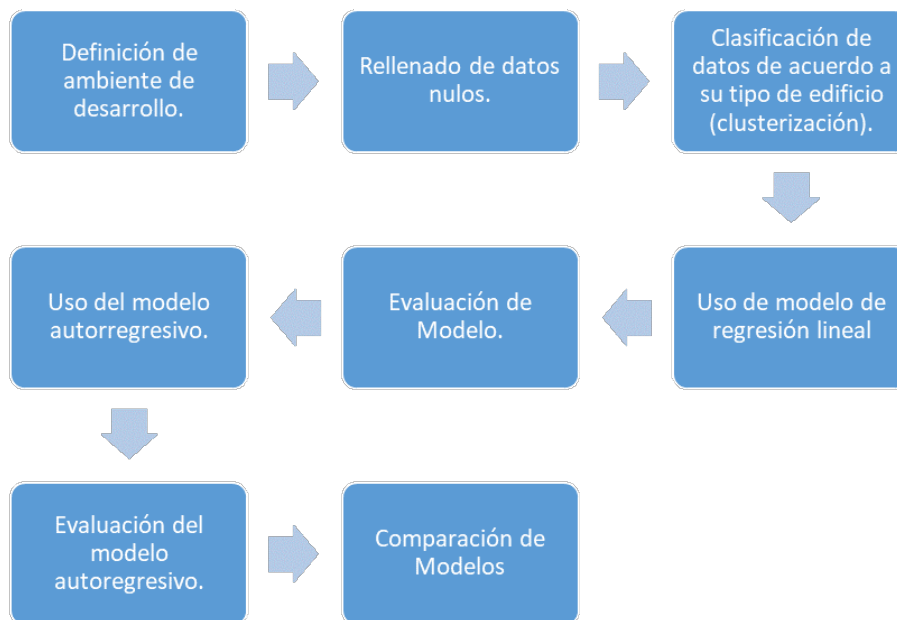 Definición de
ambiente de
desarrollo.
Rellenado de datos
nulos.
Clasificación de
datos de acuerdo a
su tipo de edificio
(clusterización).
Uso de modelo de
regresión lineal
Evaluación de
Modelo.
Uso del modelo
autorregresivo.
Evaluación del
modelo
autoregresivo.
Comparación de
Modelos